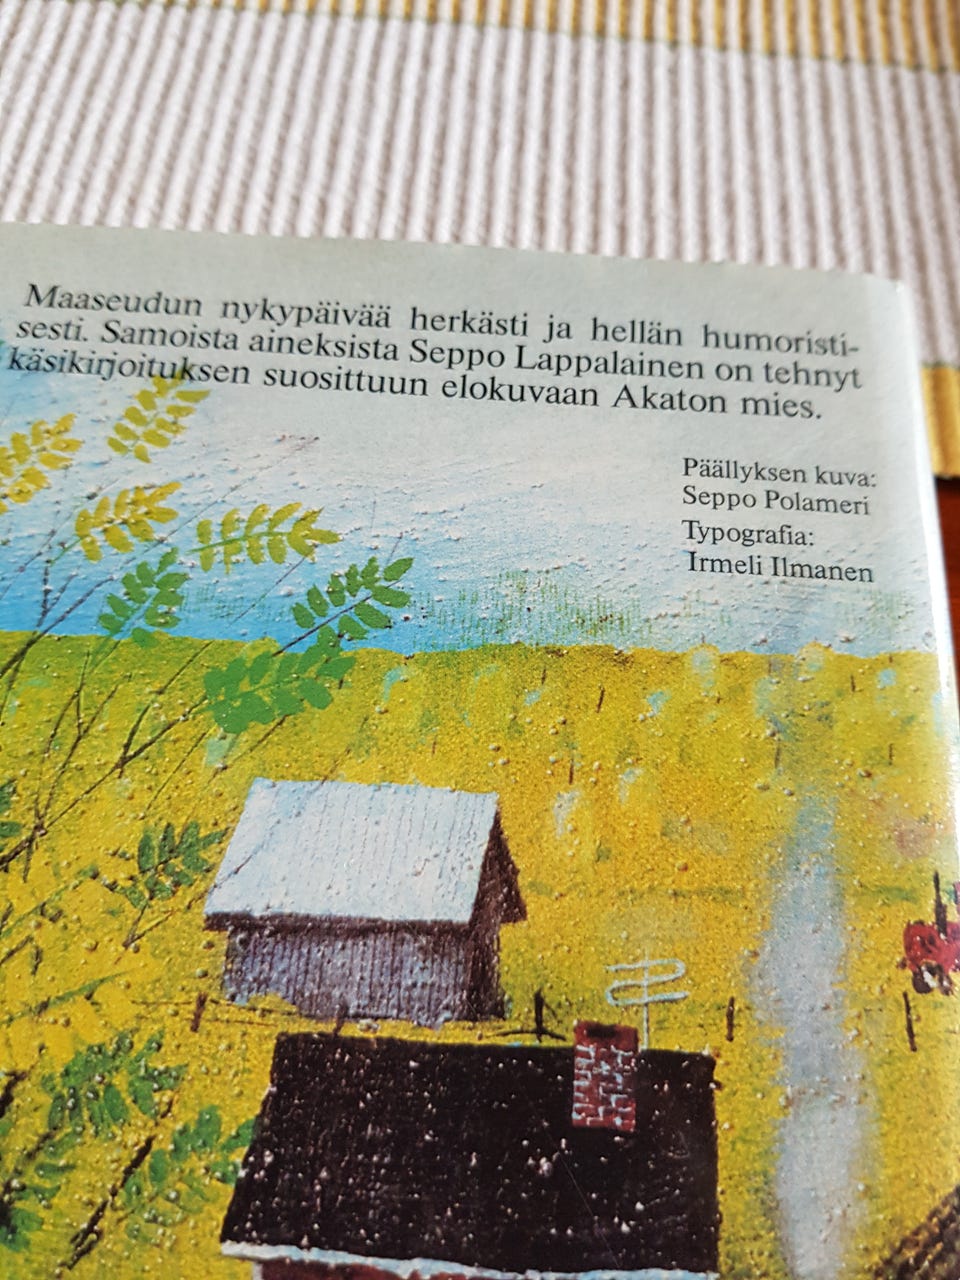 Maaseudun nykypäivää herkästi ja hellän humoristi-
sesti. Samoista aineksista Seppo Lappalainen on tehnyt
käsikirjoituksen suosittuun elokuvaan Akaton mies.
Päällyksen kuva:
Seppo Polameri
Typografia:
Irmeli Ilmanen